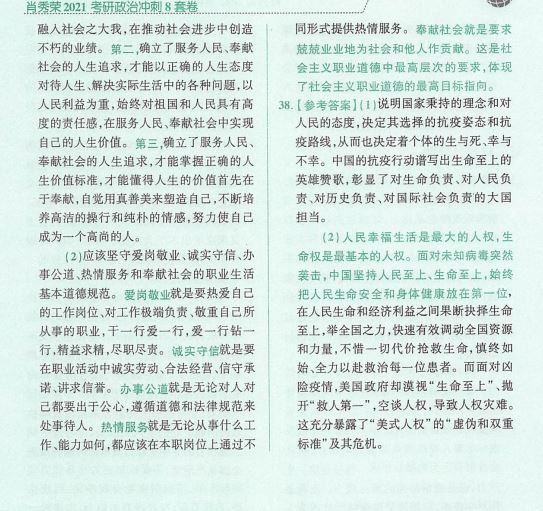 肖秀荣2021考研政治冲刺8套卷
融入社会之大我,在推动社会进步中创造
不朽的业绩。第二,确立了服务人民、奉献
社会的人生追求,才能以正确的人生态度
对待人生、解决实际生活中的各种问题,以
人民利益为重,始终对祖国和人民具有高
度的责任感,在服务人民、奉献社会中实现
自己的人生价值。第三,确立了服务人民、
奉献社会的人生追求,才能掌握正确的人
生价值标准,才能懂得人生的价值首先在
于奉献,自觉用真善美来塑造自己,不断培
养高洁的操行和纯朴的情感,努力使自己
成为一个高尚的人。
(2)应该坚守爱岗敬业、诚实守信、办
事公道、热情服务和奉献社会的职业生活
基本道德规范。爱岗敬业就是要热爱自己
的工作岗位、对工作极端负责、敬重自己所
从事的职业,干一行爱一行,爱一行钻一
行,精益求精,尽职尽责。诚实守信就是要
在职业活动中诚实劳动、合法经营、信守承
诺、讲求信誉。办事公道就是无论对人对
己都要出于公心,遵循道德和法律规范来
处事待人。热情服务就是无论从事什么工
作、能力如何,都应该在本职岗位上通过不
同形式提供热情服务。奉献社会就是要求
兢兢业业地为社会和他人作贡献。这是社
会主义职业道德中最高层次的要求,体现
了社会主义职业道德的最高目标指向。
38.【参考答案】(1)说明国家秉持的理念和对
人民的态度,决定其选择的抗疫姿态和抗
疫路线,从而也决定着个体的生与死、幸与
不幸。中国的抗疫行动谱写出生命至上的
英雄赞歌,彰显了对生命负责、对人民负
责、对历史负责、对国际社会负责的大国
担当。
(2)人民幸福生活是最大的人权,生
命权是最基本的人权。面对未知病毒突然
袭击,中国坚持人民至上、生命至上,始终
把人民生命安全和身体健康放在第一位,
在人民生命和经济利益之间果断抉择生命
至上,举全国之力,快速有效调动全国资源
和力量,不惜一切代价抢救生命,慎终如
始、全力以赴救治每一位患者。而面对凶
险疫情,美国政府却漠视“生命至上”、抛
开“救人第一”,空谈人权,导致人权灾难。
这充分暴露了“美式人权”的“虚伪和双重
标准”及其危机。